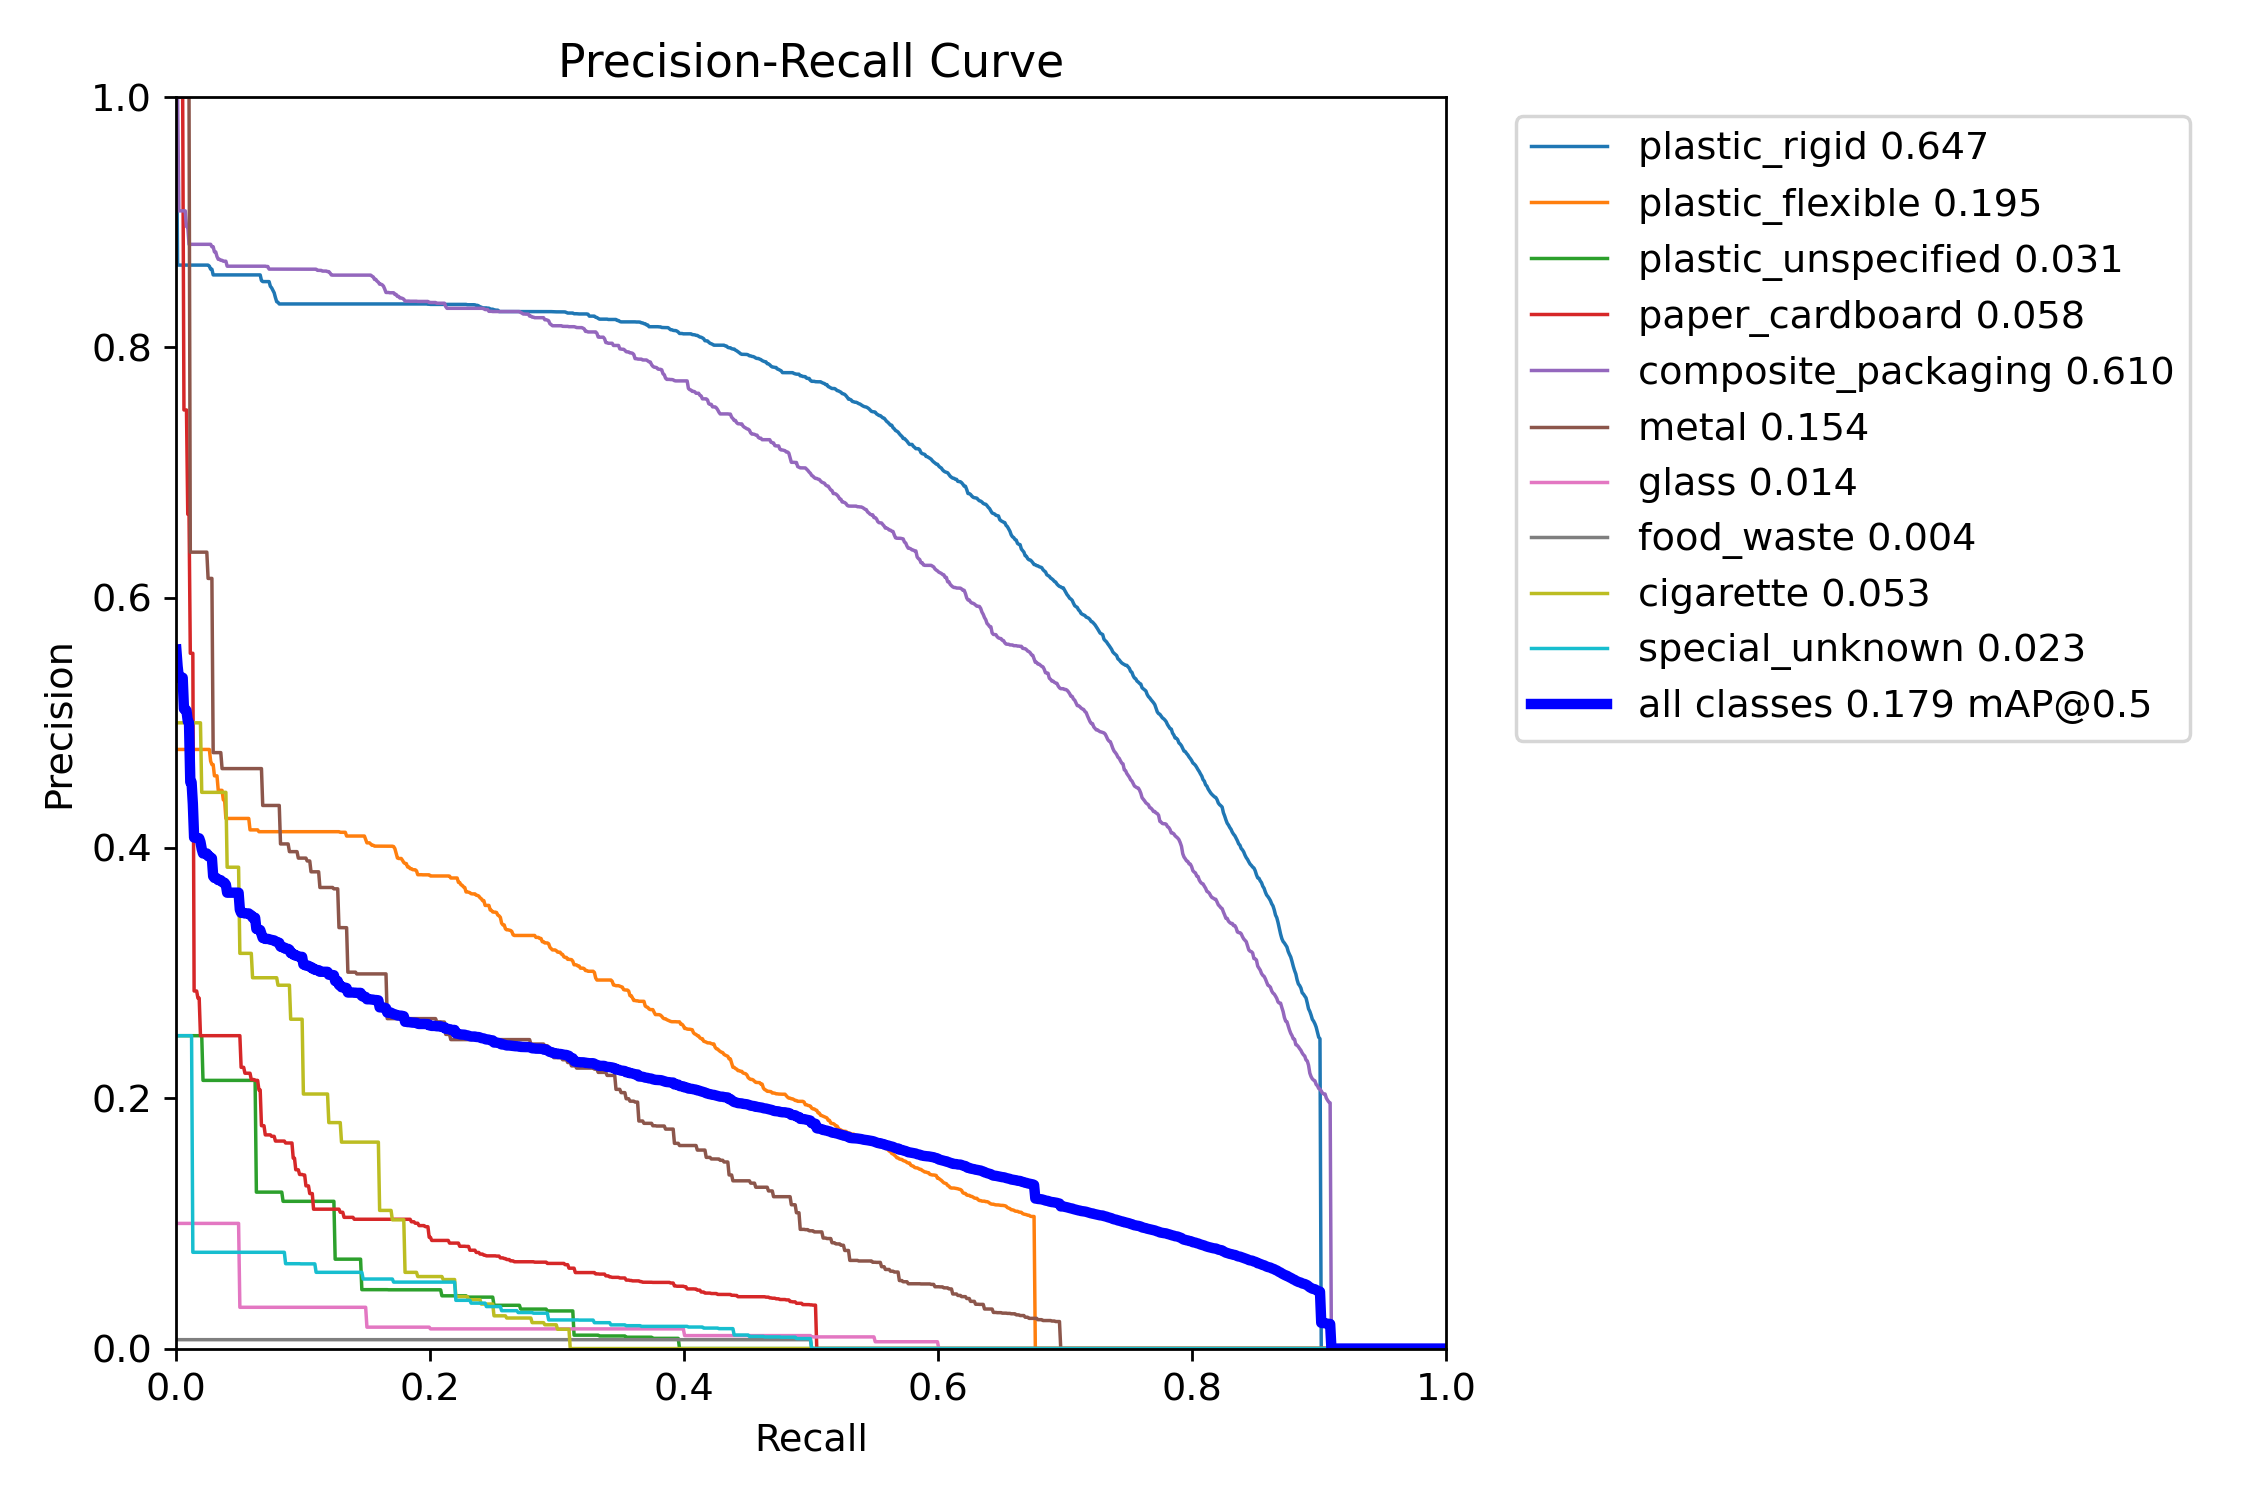 Precision-Recall Curve
1.0
0.8
0.6
0.4
0.2
0.0
Precision
0.0 0.2 0.4 0.6 0.8 1.0
Recall
plastic_rigid 0.647
plastic_flexible 0.195
plastic_unspecified 0.031
paper_cardboard 0.058
composite_packaging 0.610
metal 0.154
glass 0.014
food_waste 0.004
cigarette 0.053
special_unknown 0.023
all classes 0.179 mAP@0.5